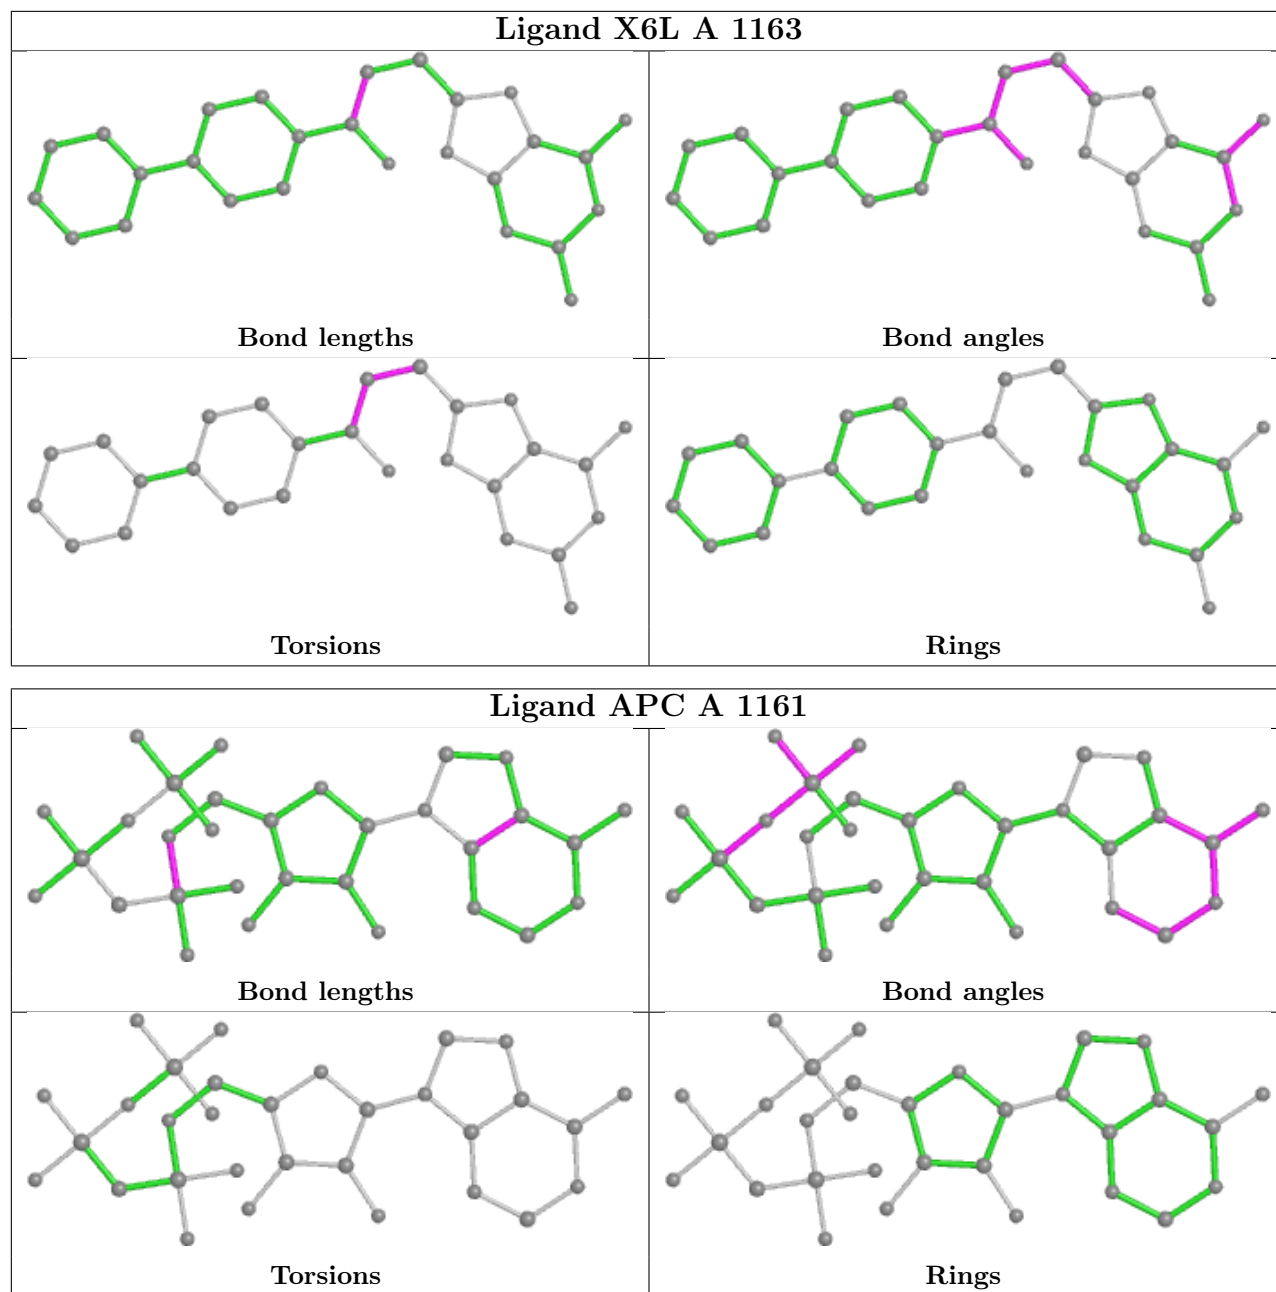 Ligand X6L A 1163
Bond lengths
Bond angles
Torsions
Rings
Ligand APC A 1161
Bond lengths
Bond angles
Torsions
Rings